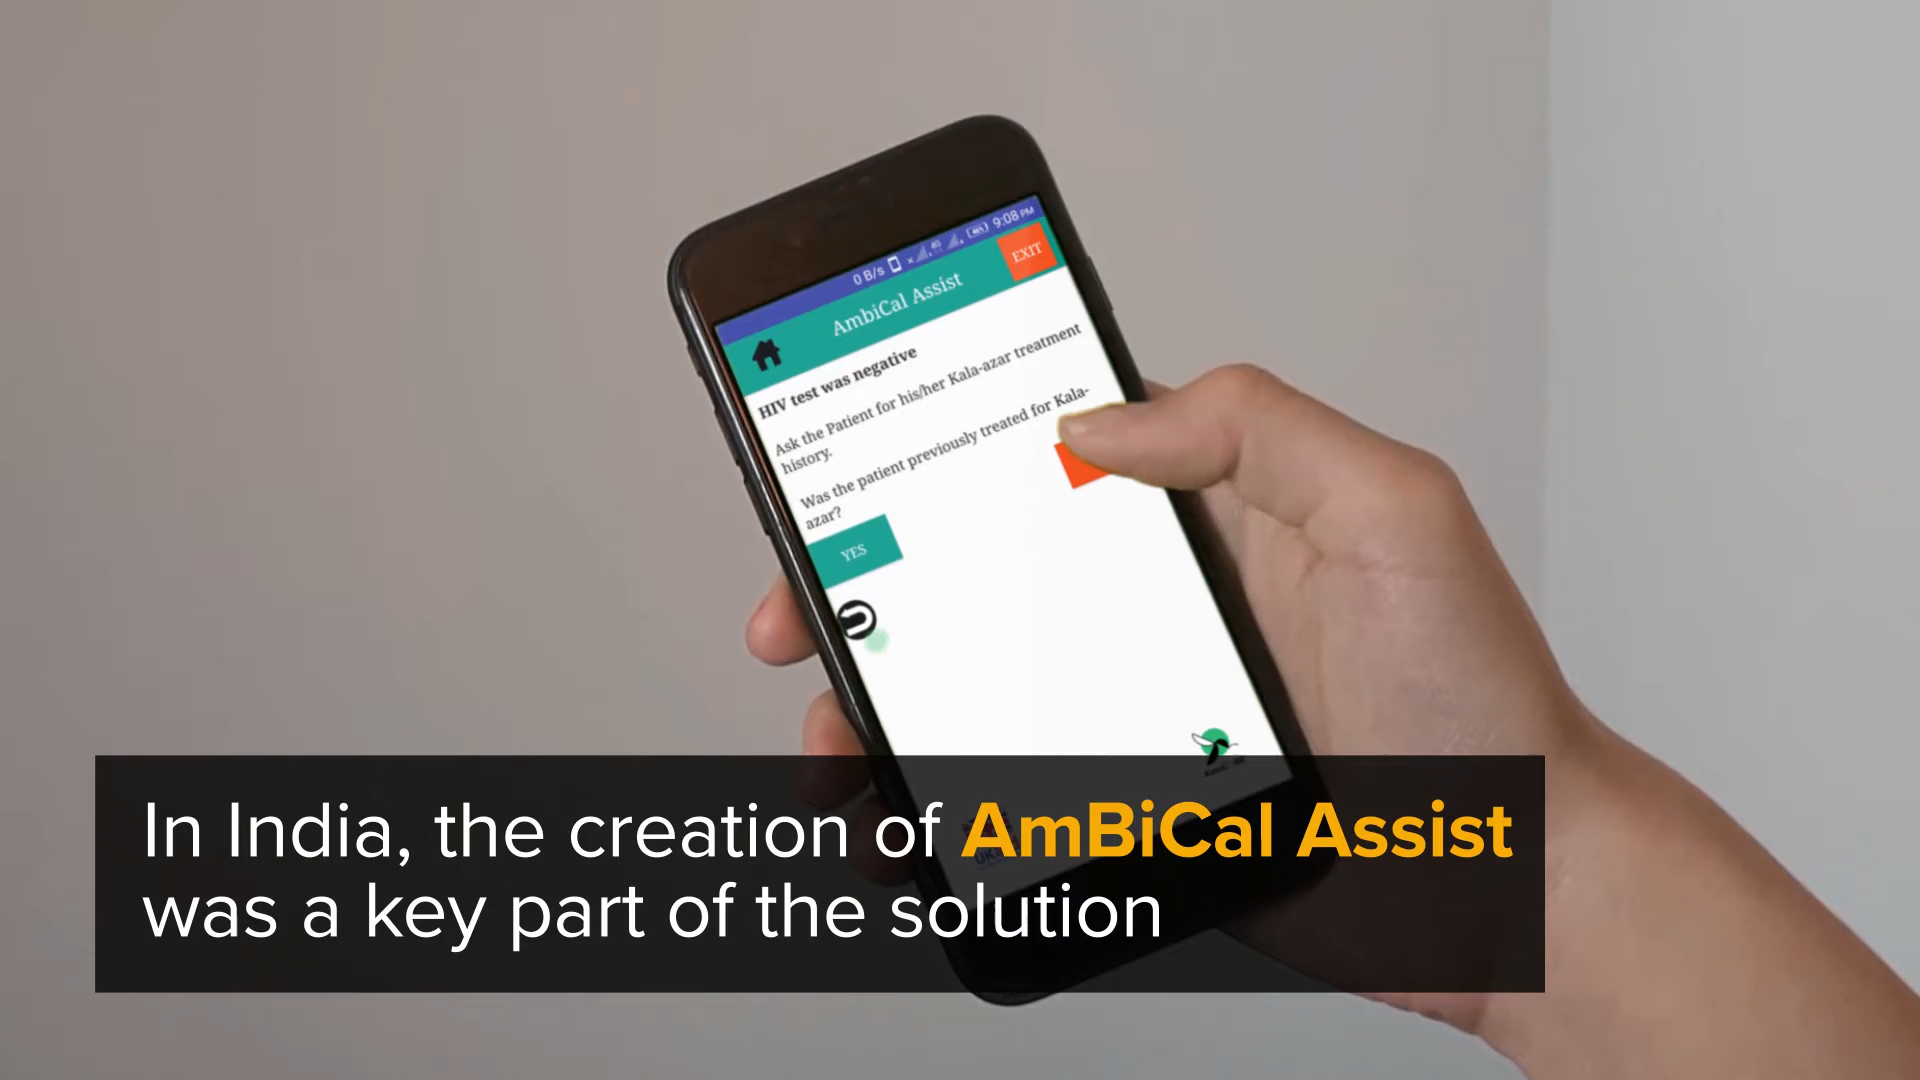 0 B/s 4G 46% 9:08 PM
AmbiCal Assist
EXIT
HIV test was negative
Ask the Patient for his/her Kala-azar treatment
history.
Was the patient previously treated for Kala-
azar?
YES
In India, the creation of AmBiCal Assist
was a key part of the solution